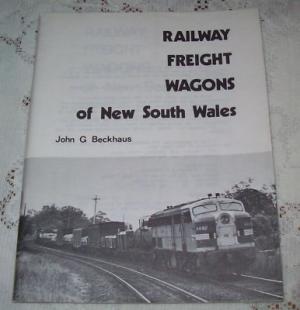 RAILWAY
FREIGHT
WAGONS
of New South Wales
John G Beckhaus